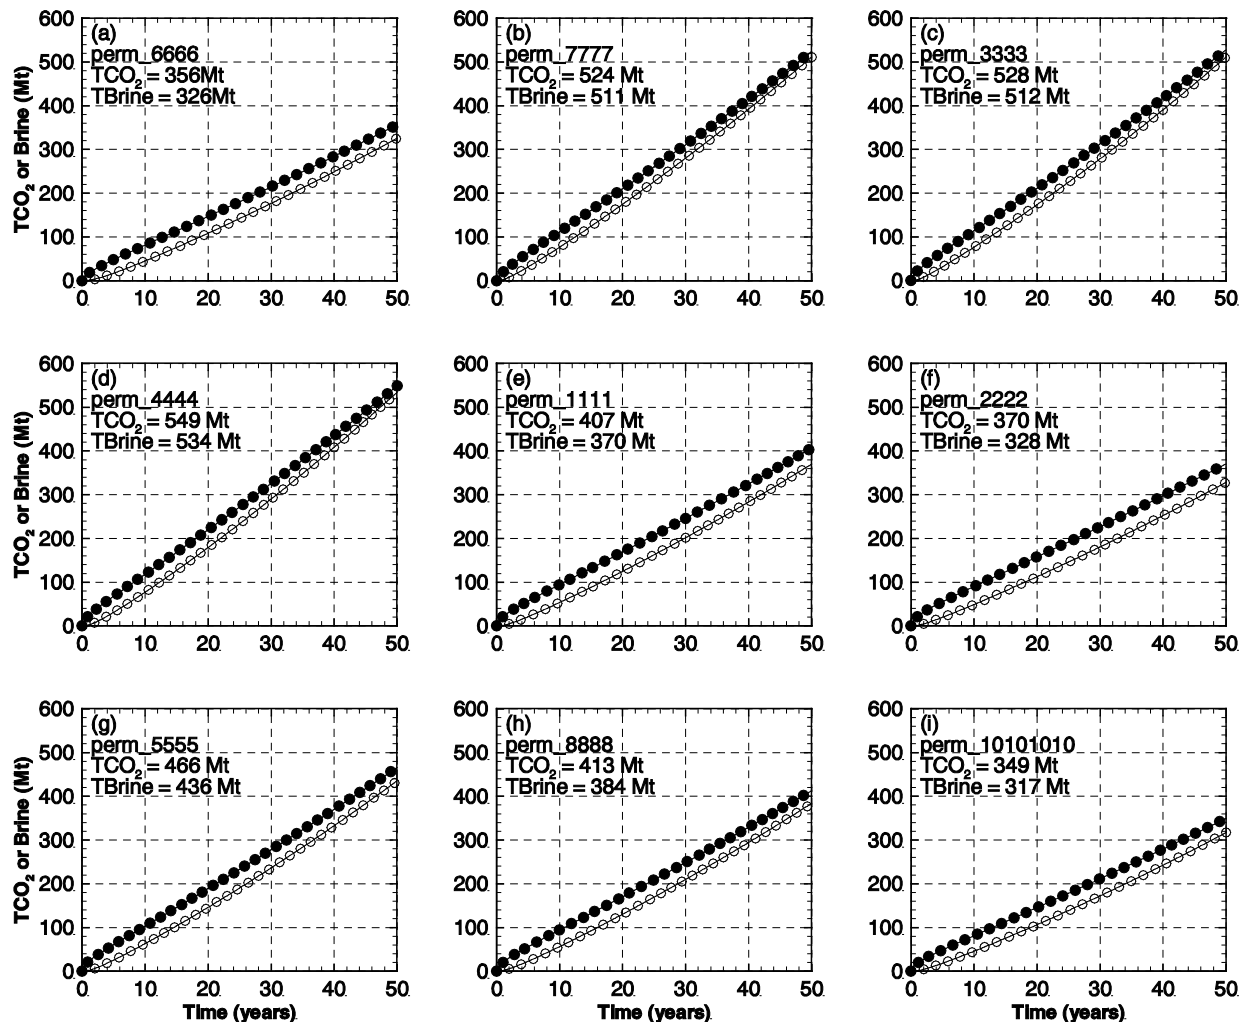 (a)
perm_6666
TCO2 = 356Mt
TBrine = 326Mt
TCO2 or Brine (Mt)
600
500
400
300
200
100
0.
0. 10. 20. 30. 40. 50.
(b)
perm_7777
TCO2 = 524 Mt
TBrine = 511 Mt
600
500
400
300
200
100
0.
0. 10. 20. 30. 40. 50.
(c)
perm_3333
TCO2 = 528 Mt
TBrine = 512 Mt
600
500
400
300
200
100
0.
0. 10. 20. 30. 40. 50.
(d)
perm_4444
TCO2 = 549 Mt
TBrine = 534 Mt
TCO2 or Brine (Mt)
600
500
400
300
200
100
0.
0. 10. 20. 30. 40. 50.
(e)
perm_1111
TCO2 = 407 Mt
TBrine = 370 Mt
600
500
400
300
200
100
0.
0. 10. 20. 30. 40. 50.
(f)
perm_2222
TCO2 = 370 Mt
TBrine = 328 Mt
600
500
400
300
200
100
0.
0. 10. 20. 30. 40. 50.
(g)
perm_5555
TCO2 = 466 Mt
TBrine = 436 Mt
TCO2 or Brine (Mt)
600
500
400
300
200
100
0.
0. 10. 20. 30. 40. 50.
Time (years)
(h)
perm_8888
TCO2 = 413 Mt
TBrine = 384 Mt
600
500
400
300
200
100
0.
0. 10. 20. 30. 40. 50.
Time (years)
(i)
perm_10101010
TCO2 = 349 Mt
TBrine = 317 Mt
600
500
400
300
200
100
0.
0. 10. 20. 30. 40. 50.
Time (years)